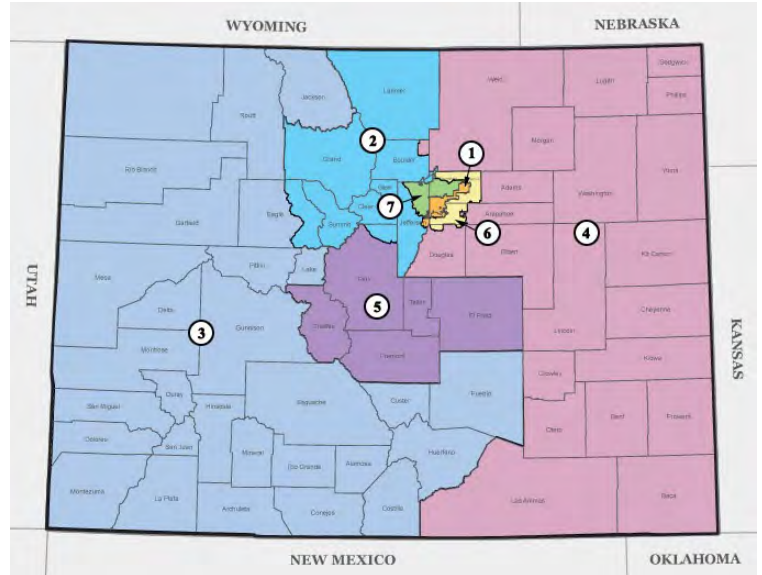 WYOMING
NEBRASKA
Sedgwick
Larimer
Weld
Logan
Jackson
Phillips
Routt
Morgan
2
1
Grand
Boulder
Rio Blanco
Yuma
Adams
Washington
Clear
7
Garfield
Eagle
Summit
Jefferson
Arapahoe
6
4
Douglas
Elbert
Kit Carson
UTAH
Mesa
Pitkin
Lake
Park
Teller
Delta
5
El Paso
Lincoln
Cheyenne
3
Gunnison
Chaffee
KANSAS
Montrose
Fremont
Kiowa
Crowley
Ouray
Custer
Pueblo
San Miguel
Hinsdale
Saguache
Otero
Bent
Prowers
Dolores
San Juan
Huerfano
Mineral
Rio Grande
Alamosa
Montezuma
La Plata
Archuleta
Conejos
Costilla
Las Animas
Baca
NEW MEXICO
OKLAHOMA